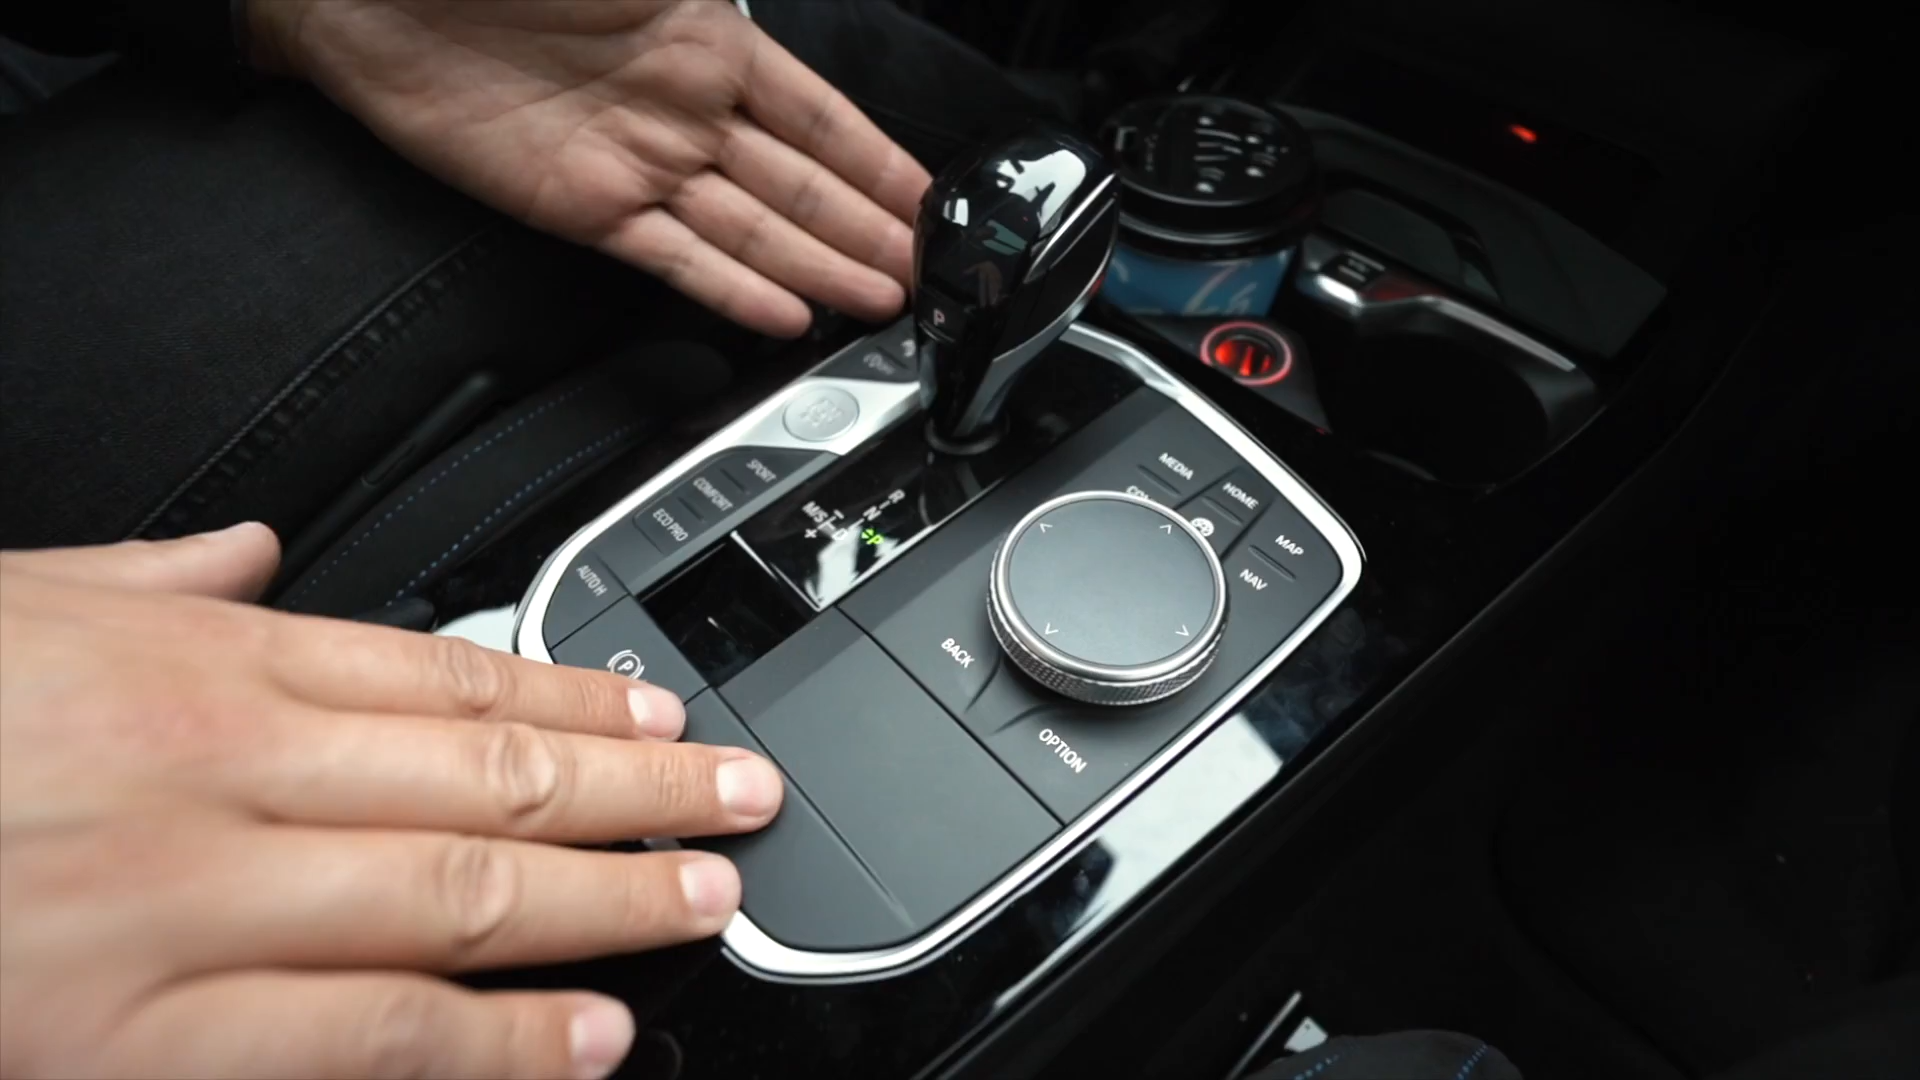 P
SPORT
COMFORT
ECO PRO
AUTO H
P
R
N
M/S
D
P
+
MEDIA
HOME
MAP
NAV
BACK
OPTION